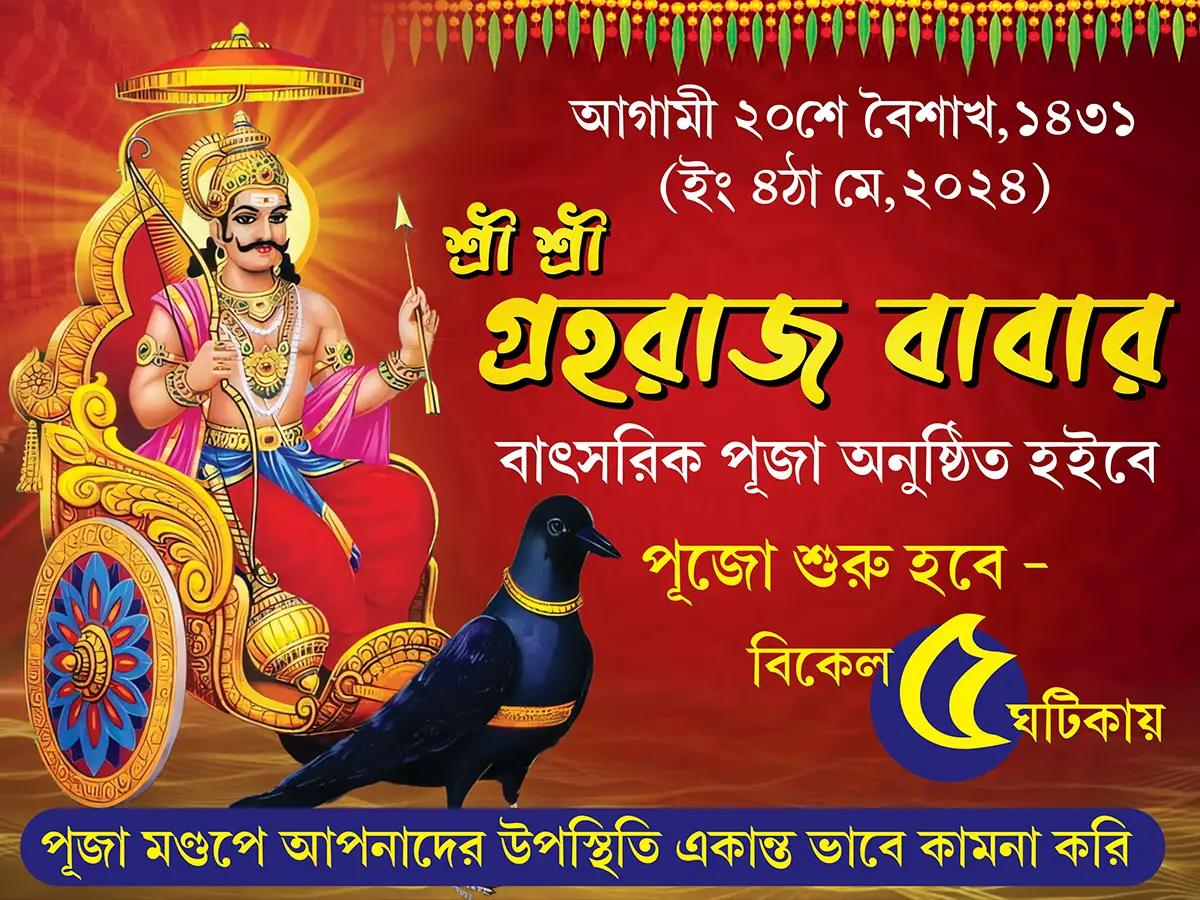 আগামী ২০শে বৈশাখ,১৪৩১
(ইং ৪ঠা মে,২০২৪)
শ্রী শ্রী
গ্রহরাজ বাবার
বাৎসরিক পূজা অনুষ্ঠিত হইবে
পূজো শুরু হবে -
বিকেল ৫ ঘটিকায়
পূজা মণ্ডপে আপনাদের উপস্থিতি একান্ত ভাবে কামনা করি